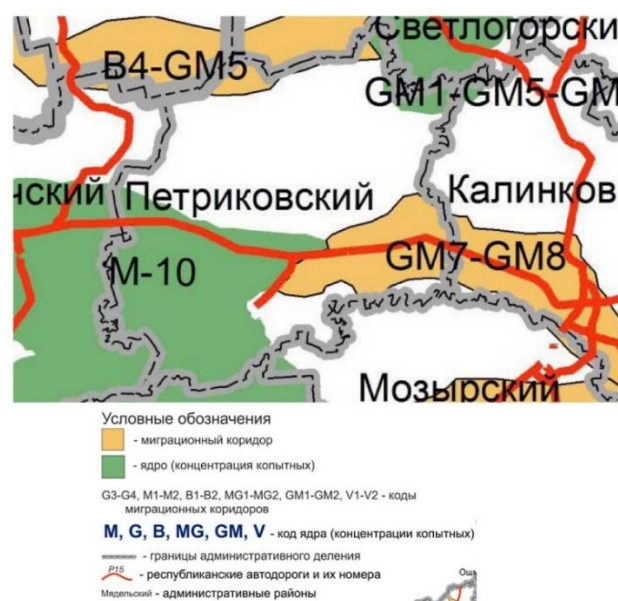 Светлогорски
B4-GM5
GM1-GM5-GM
нский Петриковский Калинков
M-10
GM7-GM8
Мозырский
Условные обозначения
- миграционный коридор
- ядро (концентрация копытных)
G3-G4, M1-M2, B1-B2, MG1-MG2, GM1-GM2, V1-V2 - коды
миграционных коридоров
M, G, B, MG, GM, V - код ядра (концентрации копытных)
- границы административного деления
P15 - республиканские автодороги и их номера
Ош
Мядельский - административные районы